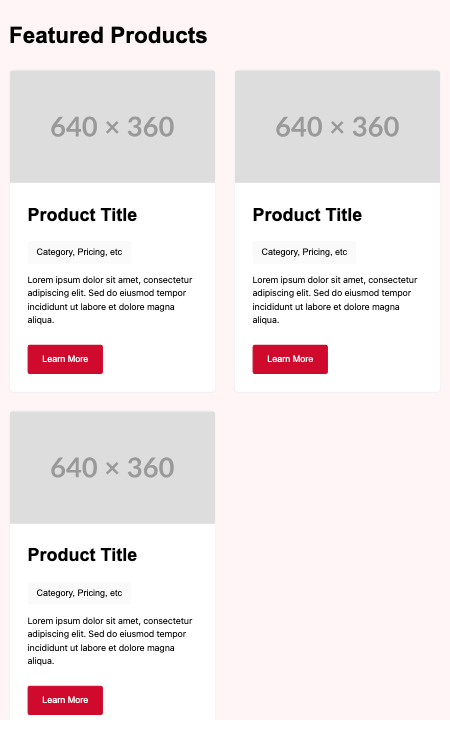 Featured Products
640 × 360
Product Title
Category, Pricing, etc
Lorem ipsum dolor sit amet, consectetur
adipiscing elit. Sed do eiusmod tempor
incididunt ut labore et dolore magna
aliqua.
Learn More
640 × 360
Product Title
Category, Pricing, etc
Lorem ipsum dolor sit amet, consectetur
adipiscing elit. Sed do eiusmod tempor
incididunt ut labore et dolore magna
aliqua.
Learn More
640 × 360
Product Title
Category, Pricing, etc
Lorem ipsum dolor sit amet, consectetur
adipiscing elit. Sed do eiusmod tempor
incididunt ut labore et dolore magna
aliqua.
Learn More